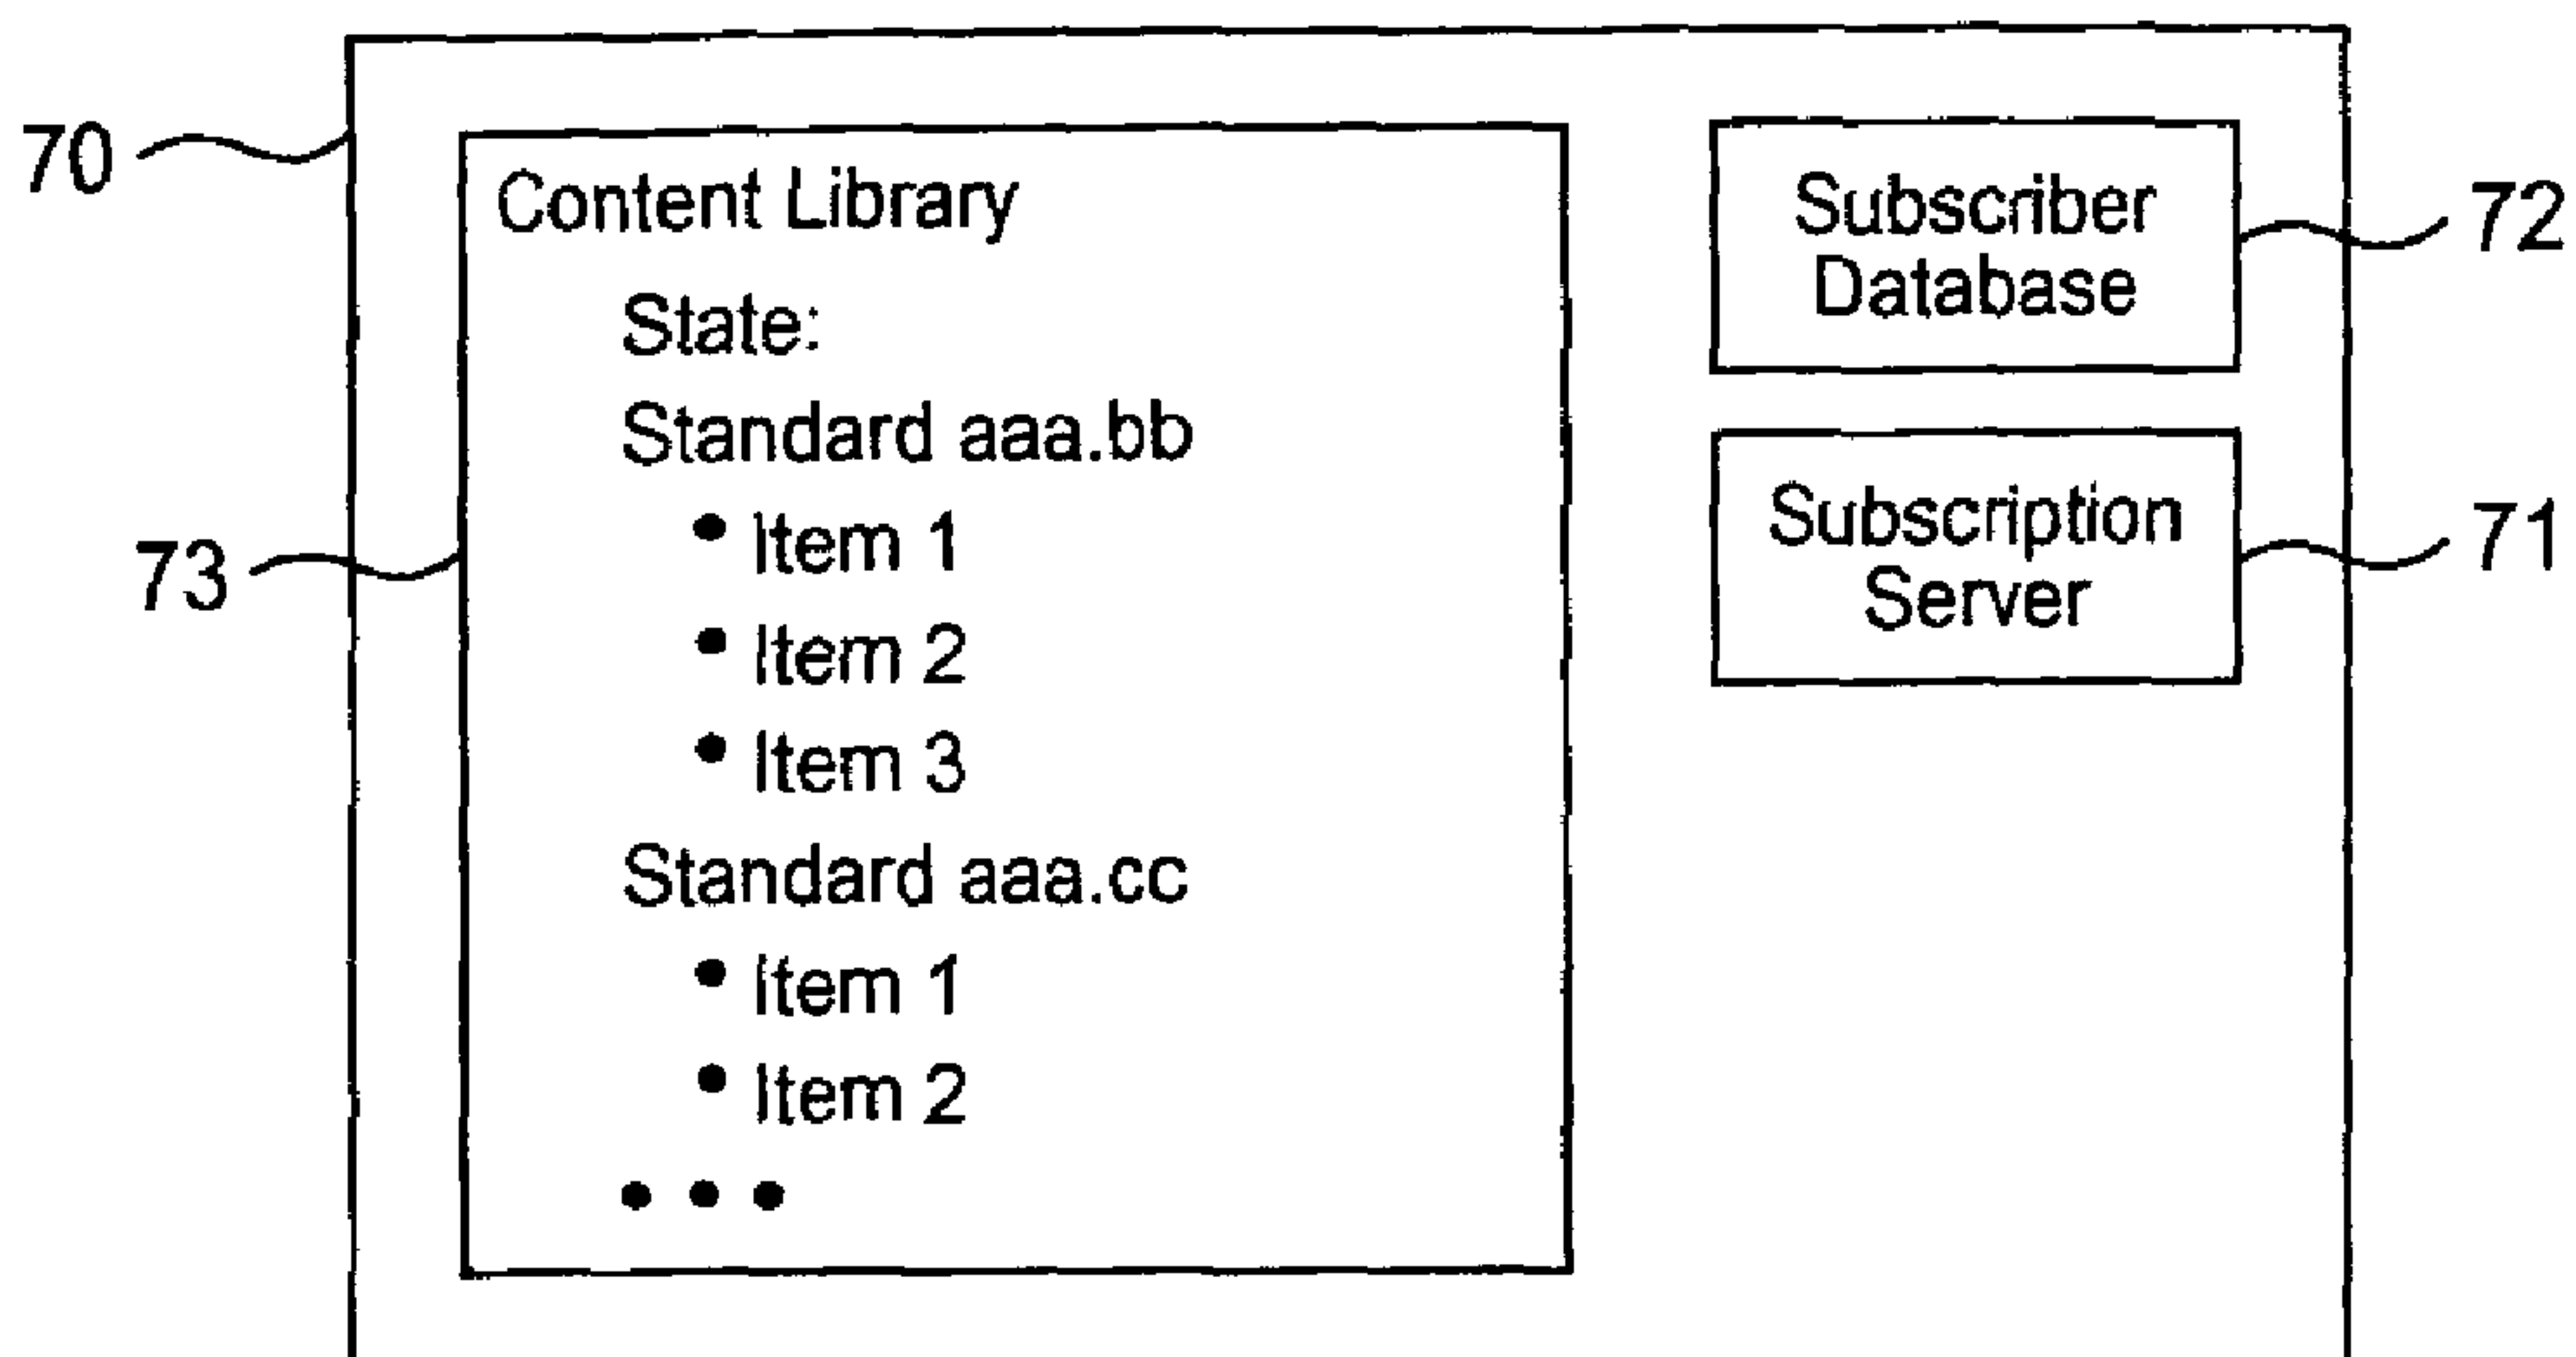 70
Content Library
State:
Standard aaa.bb
• Item 1
• Item 2
• Item 3
Standard aaa.cc
• Item 1
• Item 2
• • •
73
Subscriber
Database
72
Subscription
Server
71